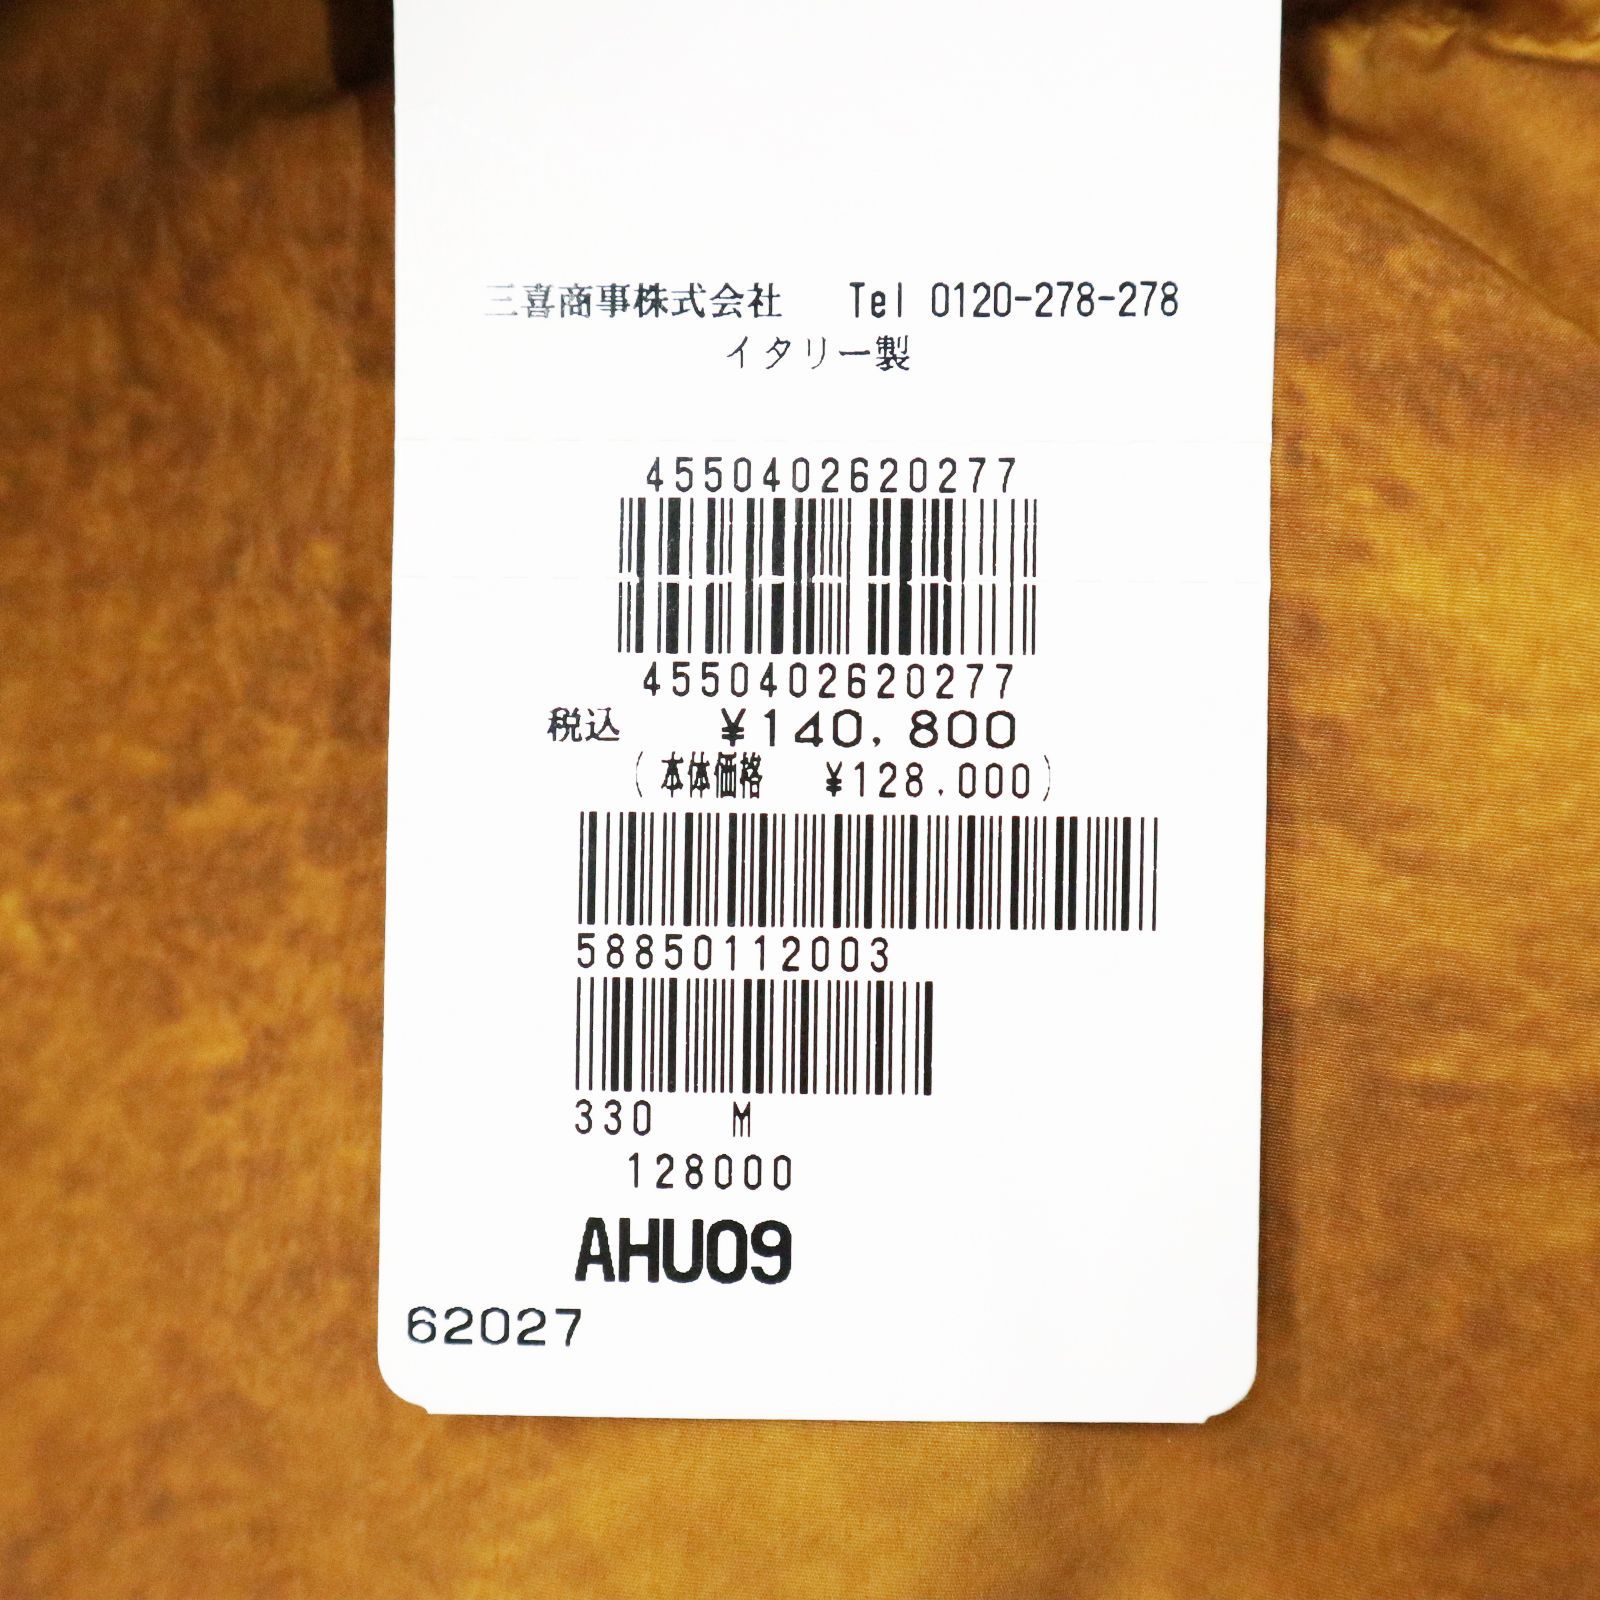 三喜商事株式会社 Tel 0120-278-278
イタリー製
4550402620277
4550402620277
税込 ¥140,800
(本体価格 ¥128,000)
58850112003
330 M
128000
AHU09
62027